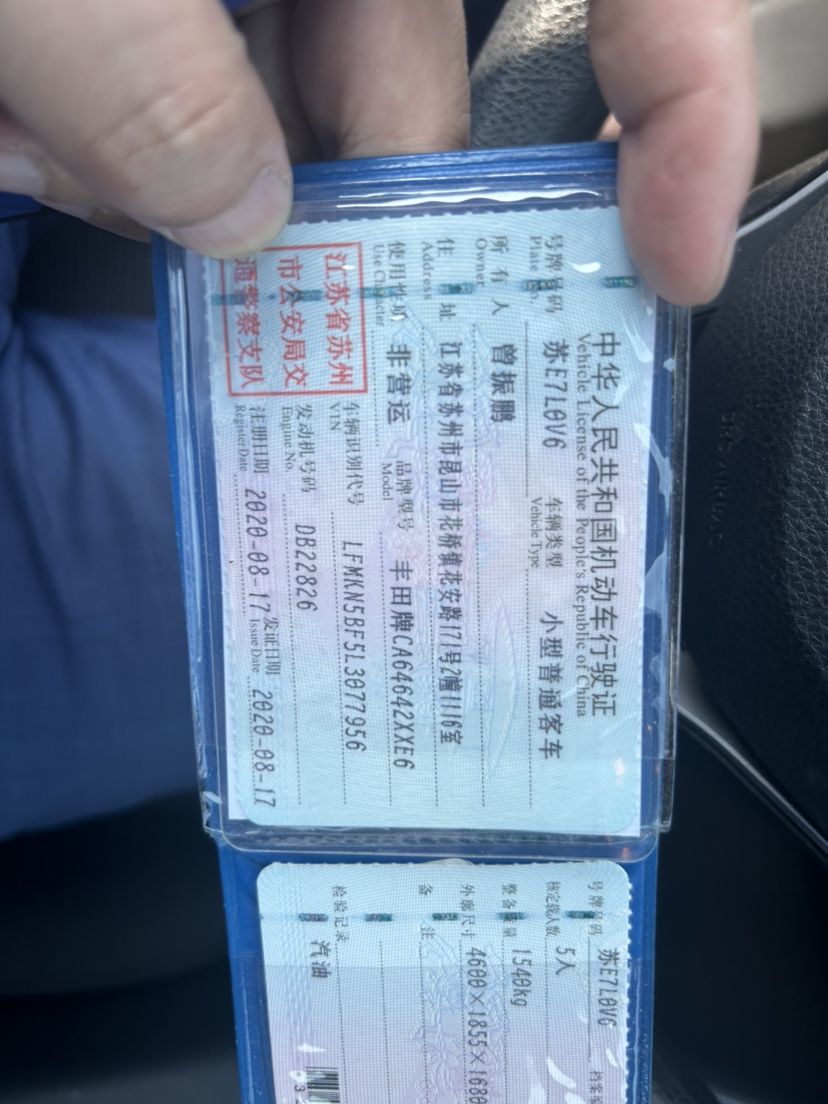 中华人民共和国机动车行驶证
Vehicle License of the People's Republic of China
号牌号码 苏E7L0V6 车辆类型 小型普通客车
Plate No. Vehicle Type
所有人 曾振鹏
Owner
住址 江苏省苏州市昆山市花桥镇花安路171号2幢1116室
Address
使用性质 非营运 品牌型号 丰田牌CA64642XXE6
Use Character Model
江苏省苏州
市公安局交
通警察支队
车辆识别代号 LFMKN5BF5L3077956
VIN
发动机号码 DB22826
Engine No.
注册日期 2020-08-17 发证日期 2020-08-17
Register Date Issue Date
号牌号码 苏E7L0V6 档案编
核定载人数 5人
整备质量 1540kg
外廓尺寸 4600×1855×1680
备注
检验记录 汽油